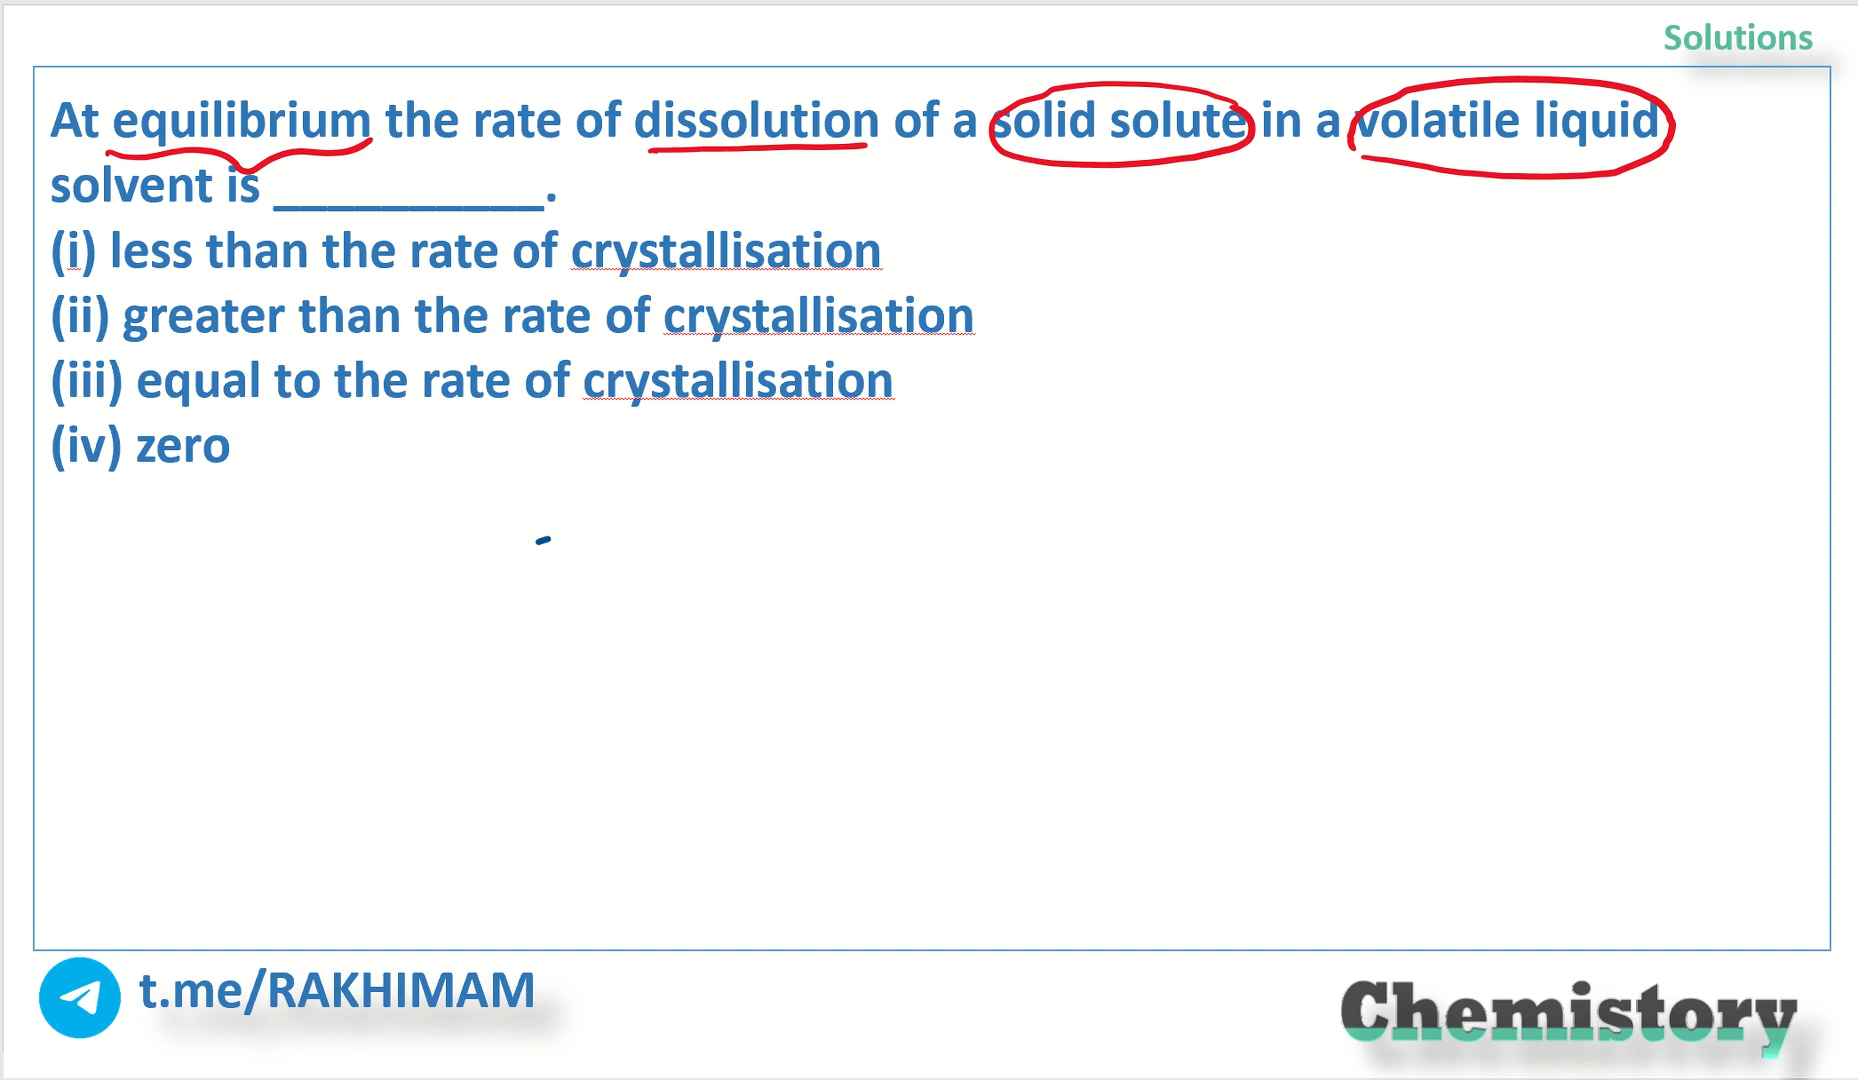 Solutions
At equilibrium the rate of dissolution of a solid solute in a volatile liquid
solvent is __________.
(i) less than the rate of crystallisation
(ii) greater than the rate of crystallisation
(iii) equal to the rate of crystallisation
(iv) zero
t.me/RAKHIMAM
Chemistory